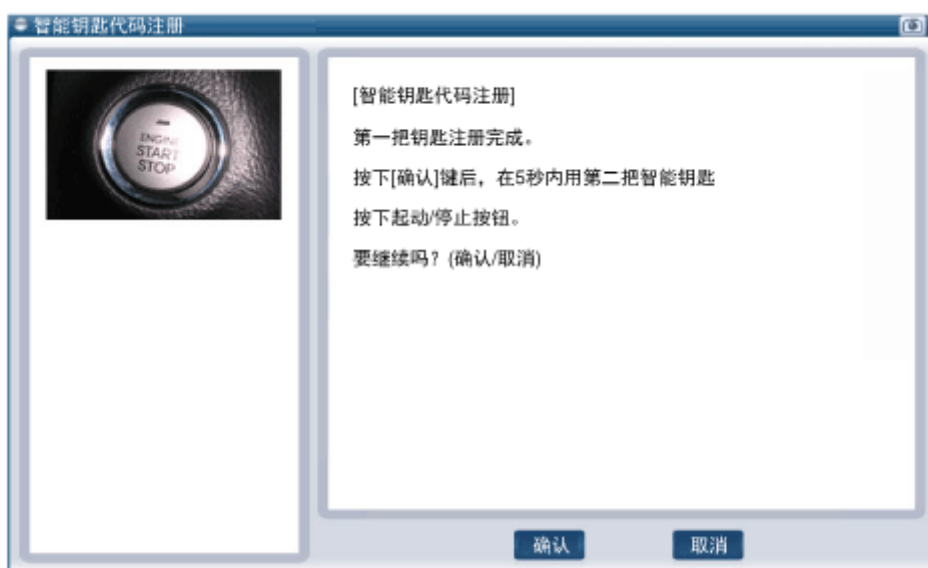 智能钥匙代码注册
ENGINE
START
STOP
[智能钥匙代码注册]
第一把钥匙注册完成。
按下[确认]键后，在5秒内用第二把智能钥匙
按下起动/停止按钮。
要继续吗？(确认/取消)
确认
取消